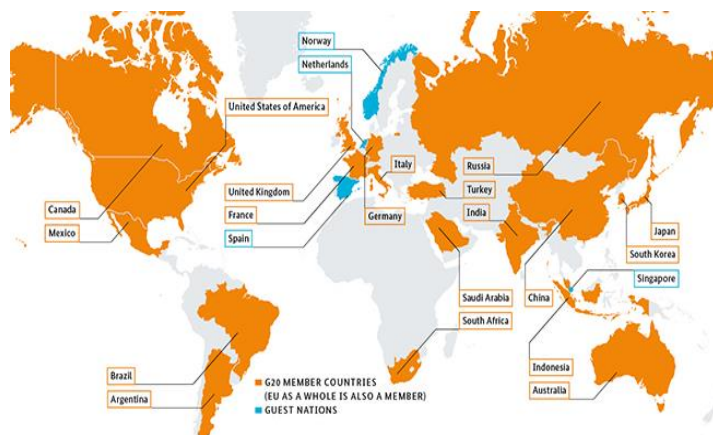 Norway
Netherlands
United States of America
Italy
Russia
United Kingdom
Turkey
Canada
France
Germany
India
Mexico
Spain
Japan
South Korea
Singapore
Saudi Arabia
China
South Africa
Indonesia
Brazil
Australia
Argentina
G20 MEMBER COUNTRIES
(EU AS A WHOLE IS ALSO A MEMBER)
GUEST NATIONS